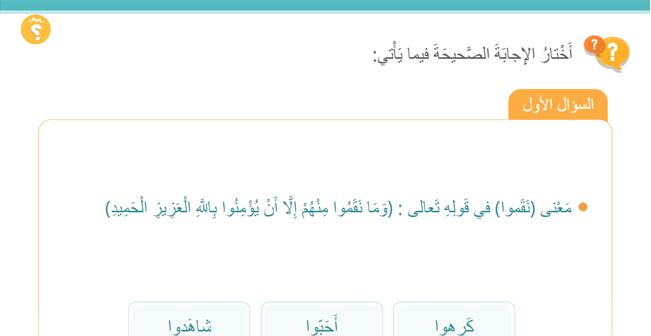 أَخْتارُ الإجابَةَ الصَّحيحَةَ فيما يَأْتي:
السؤال الأول
مَعْنى (نَقَموا) في قَولِهِ تَعالى : (وَمَا نَقَمُوا مِنْهُمْ إِلَّا أَنْ يُؤْمِنُوا بِاللَّهِ الْعَزِيزِ الْحَمِيدِ)
كَرِهوا
أَحَبّوا
شاهَدوا